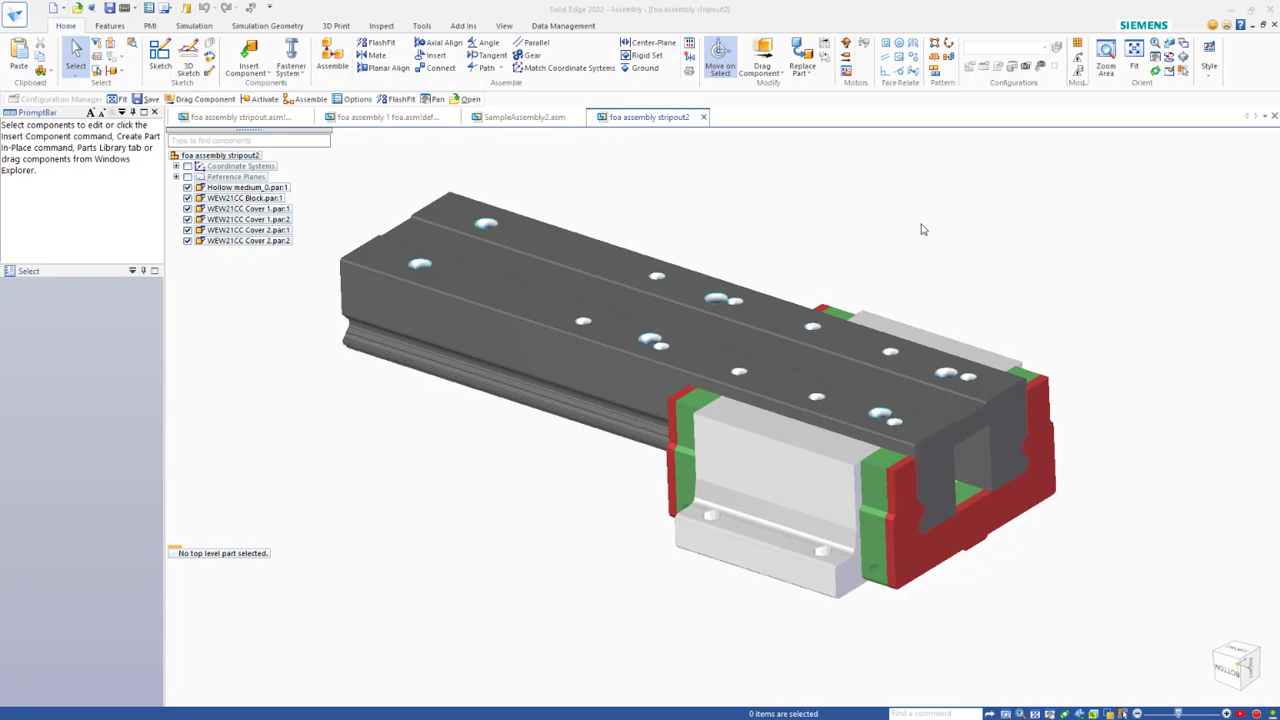 Solid Edge 2022 - Assembly - [foa assembly stripout2]
Home Features PMI Simulation Simulation Geometry 3D Print Inspect Tools Add Ins View Data Management
SIEMENS
Paste
Clipboard
Select
Select
Sketch
3D Sketch
Sketch
Insert Component
Fastener System
Assemble
FlashFit Axial Align Angle Parallel
Mate Insert Tangent Gear
Planar Align Connect Path Match Coordinate Systems
Center-Plane
Rigid Set
Ground
Assemble
Move on Select
Drag Component
Replace Part
Modify
Motors
Face Relate
Pattern
Configurations
Mod...
Zoom Area
Fit
Orient
Style
Configuration Manager Fit Save Drag Component Activate Assemble Options FlashFit Pan Open
PromptBar
Select components to edit or click the
Insert Component command, Create Part
In-Place command, Parts Library tab or
drag components from Windows
Explorer.
Select
foa assembly stripout.asm!... foa assembly 1 foa.asm!def... SampleAssembly2.asm foa assembly stripout2
Type to find components
foa assembly stripout2
Coordinate Systems
Reference Planes
Hollow medium_0.par:1
WEW21CC Block.par:1
WEW21CC Cover 1.par:1
WEW21CC Cover 1.par:2
WEW21CC Cover 2.par:1
WEW21CC Cover 2.par:2
No top level part selected.
BOTTOM
0 items are selected
Find a command